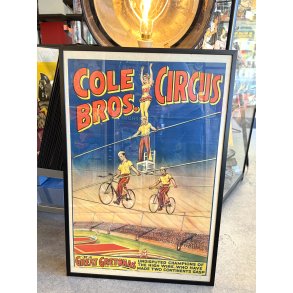 COLE CIRCUS
BROS.
THE
GREAT GRETONAS
UNDISPUTED CHAMPIONS OF
THE HIGH WIRE, WHO HAVE
MADE TWO CONTINENTS GASP!